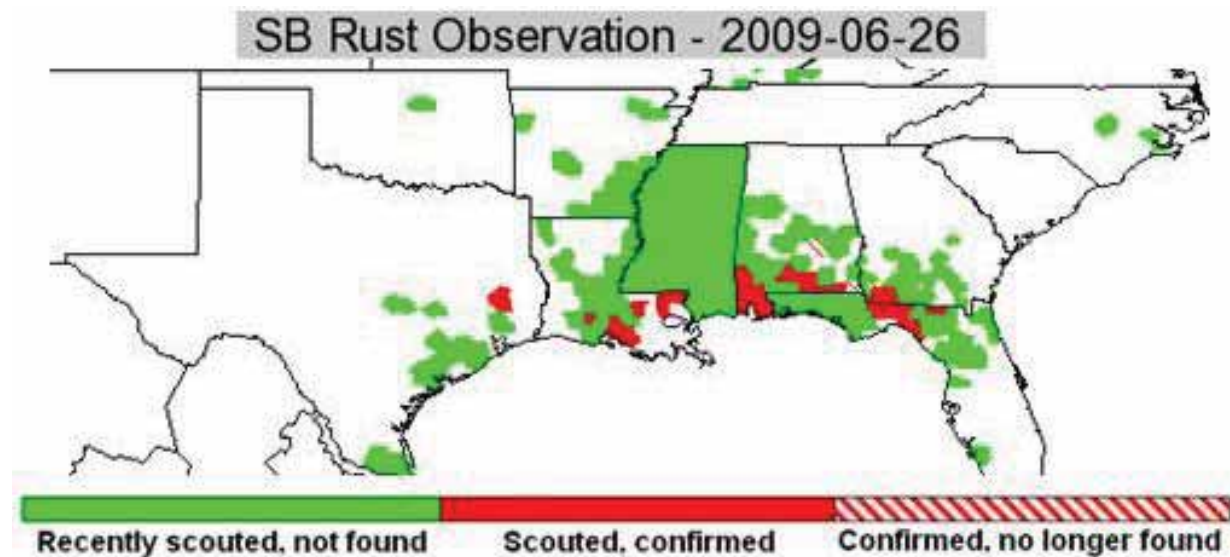 SB Rust Observation - 2009-06-26
Recently scouted, not found Scouted, confirmed Confirmed, no longer found